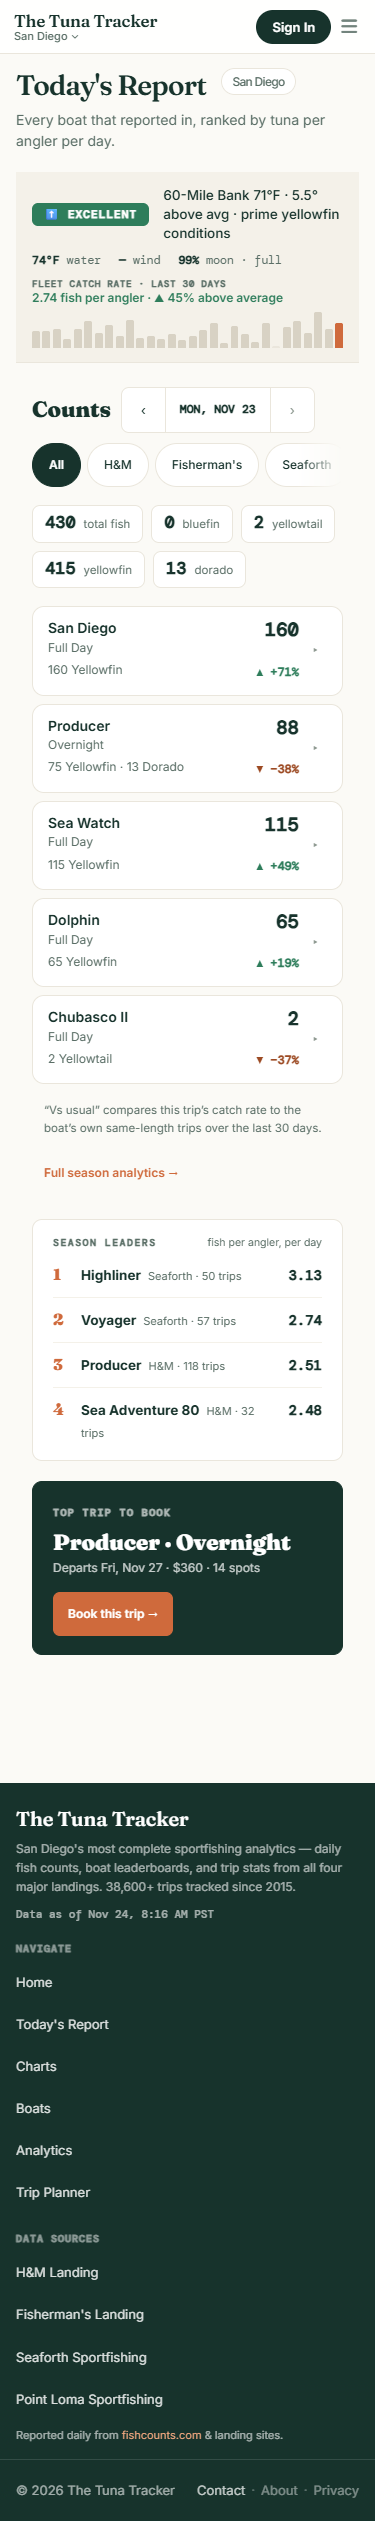 The Tuna Tracker
San Diego
Sign In
Today's Report
San Diego
Every boat that reported in, ranked by tuna per
angler per day.
EXCELLENT
60-Mile Bank 71°F · 5.5°
above avg · prime yellowfin
conditions
74°F water — wind 99% moon · full
FLEET CATCH RATE · LAST 30 DAYS
2.74 fish per angler · ▲ 45% above average
Counts
‹ MON, NOV 23 ›
All H&M Fisherman's Seaforth
430 total fish 0 bluefin 2 yellowtail
415 yellowfin 13 dorado
San Diego 160
Full Day
160 Yellowfin ▲ +71%
Producer 88
Overnight
75 Yellowfin · 13 Dorado ▼ −38%
Sea Watch 115
Full Day
115 Yellowfin ▲ +49%
Dolphin 65
Full Day
65 Yellowfin ▲ +19%
Chubasco II 2
Full Day
2 Yellowtail ▼ −37%
“Vs usual” compares this trip’s catch rate to the
boat’s own same-length trips over the last 30 days.
Full season analytics →
SEASON LEADERS fish per angler, per day
1 Highliner Seaforth · 50 trips 3.13
2 Voyager Seaforth · 57 trips 2.74
3 Producer H&M · 118 trips 2.51
4 Sea Adventure 80 H&M · 32 2.48
trips
TOP TRIP TO BOOK
Producer · Overnight
Departs Fri, Nov 27 · $360 · 14 spots
Book this trip →
The Tuna Tracker
San Diego's most complete sportfishing analytics — daily
fish counts, boat leaderboards, and trip stats from all four
major landings. 38,600+ trips tracked since 2015.
Data as of Nov 24, 8:16 AM PST
NAVIGATE
Home
Today's Report
Charts
Boats
Analytics
Trip Planner
DATA SOURCES
H&M Landing
Fisherman's Landing
Seaforth Sportfishing
Point Loma Sportfishing
Reported daily from fishcounts.com & landing sites.
© 2026 The Tuna Tracker Contact · About · Privacy